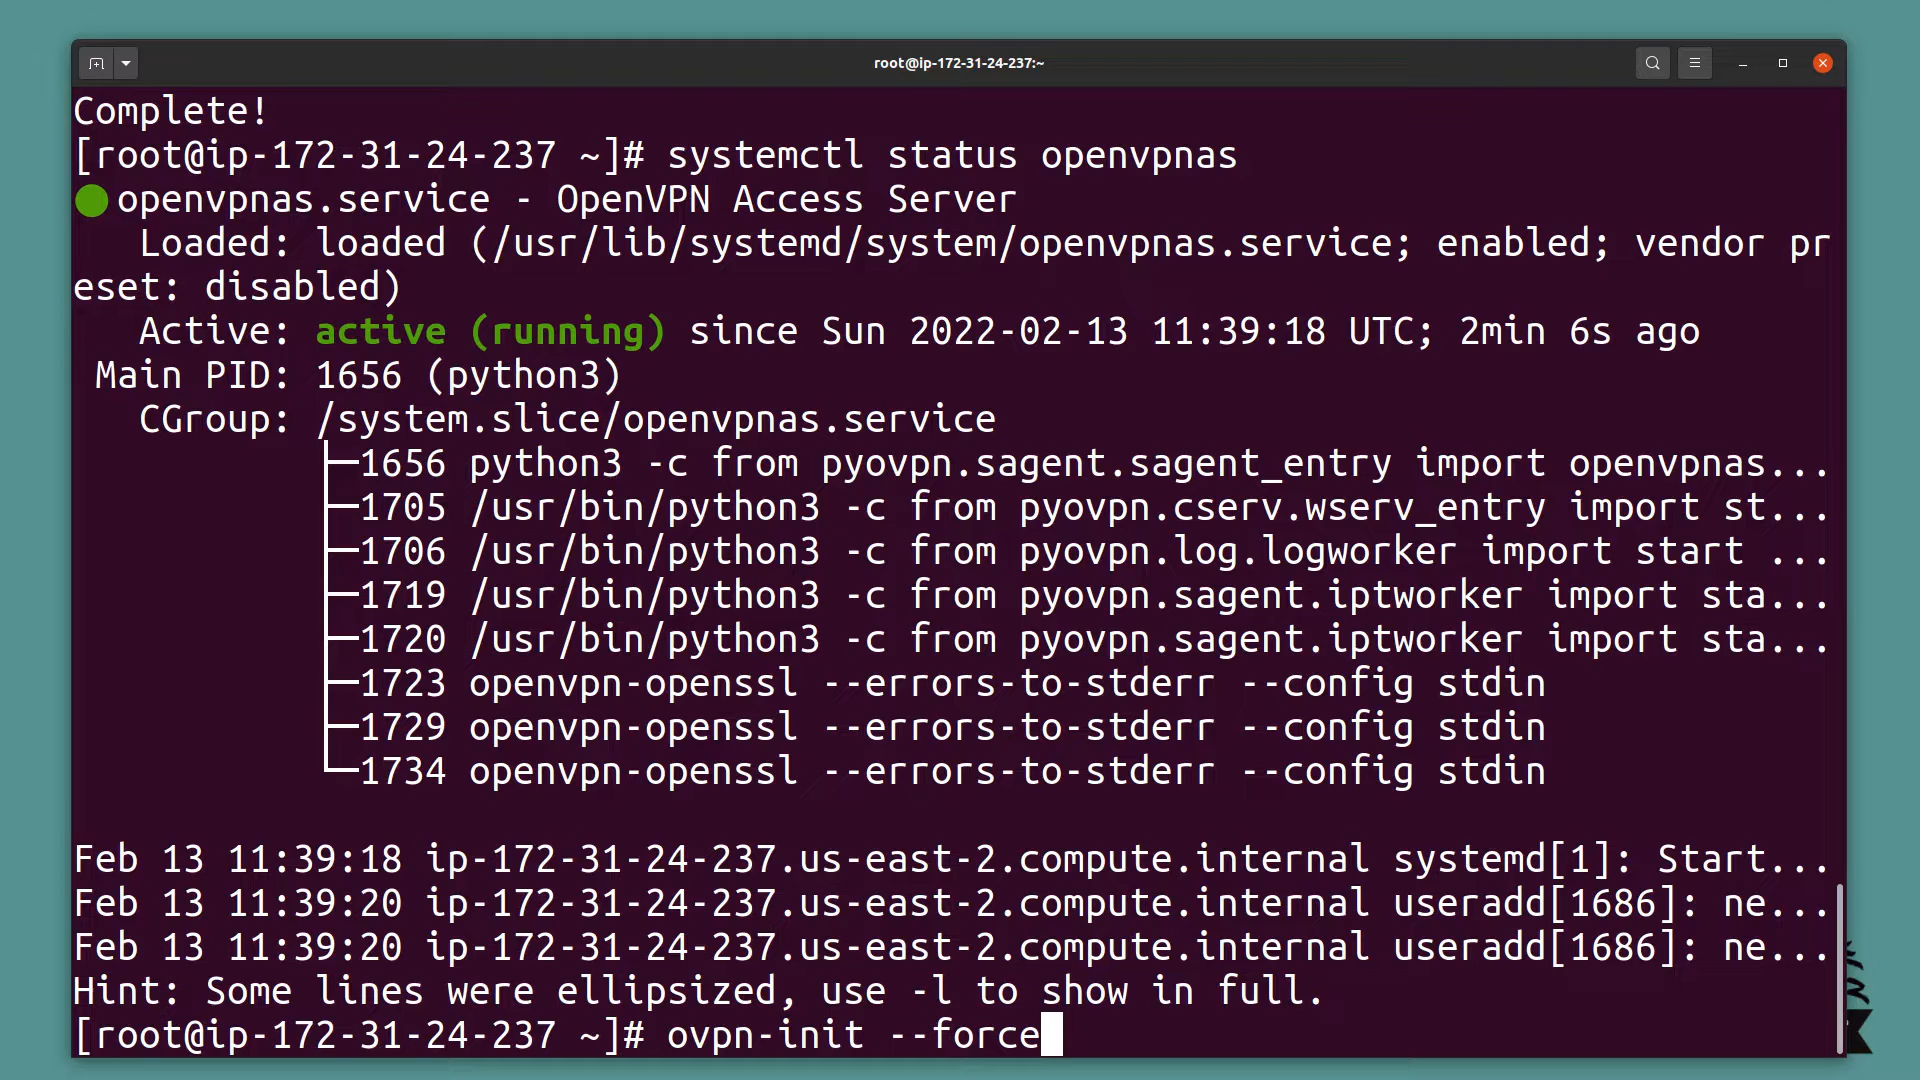 root@ip-172-31-24-237:~
Complete!
[root@ip-172-31-24-237 ~]# systemctl status openvpnas
openvpnas.service - OpenVPN Access Server
Loaded: loaded (/usr/lib/systemd/system/openvpnas.service; enabled; vendor pr
eset: disabled)
Active: active (running) since Sun 2022-02-13 11:39:18 UTC; 2min 6s ago
Main PID: 1656 (python3)
CGroup: /system.slice/openvpnas.service
├─1656 python3 -c from pyovpn.sagent.sagent_entry import openvpnas...
├─1705 /usr/bin/python3 -c from pyovpn.cserv.wserv_entry import st...
├─1706 /usr/bin/python3 -c from pyovpn.log.logworker import start ...
├─1719 /usr/bin/python3 -c from pyovpn.sagent.iptworker import sta...
├─1720 /usr/bin/python3 -c from pyovpn.sagent.iptworker import sta...
├─1723 openvpn-openssl --errors-to-stderr --config stdin
├─1729 openvpn-openssl --errors-to-stderr --config stdin
└─1734 openvpn-openssl --errors-to-stderr --config stdin
Feb 13 11:39:18 ip-172-31-24-237.us-east-2.compute.internal systemd[1]: Start...
Feb 13 11:39:20 ip-172-31-24-237.us-east-2.compute.internal useradd[1686]: ne...
Feb 13 11:39:20 ip-172-31-24-237.us-east-2.compute.internal useradd[1686]: ne...
Hint: Some lines were ellipsized, use -l to show in full.
[root@ip-172-31-24-237 ~]# ovpn-init --force